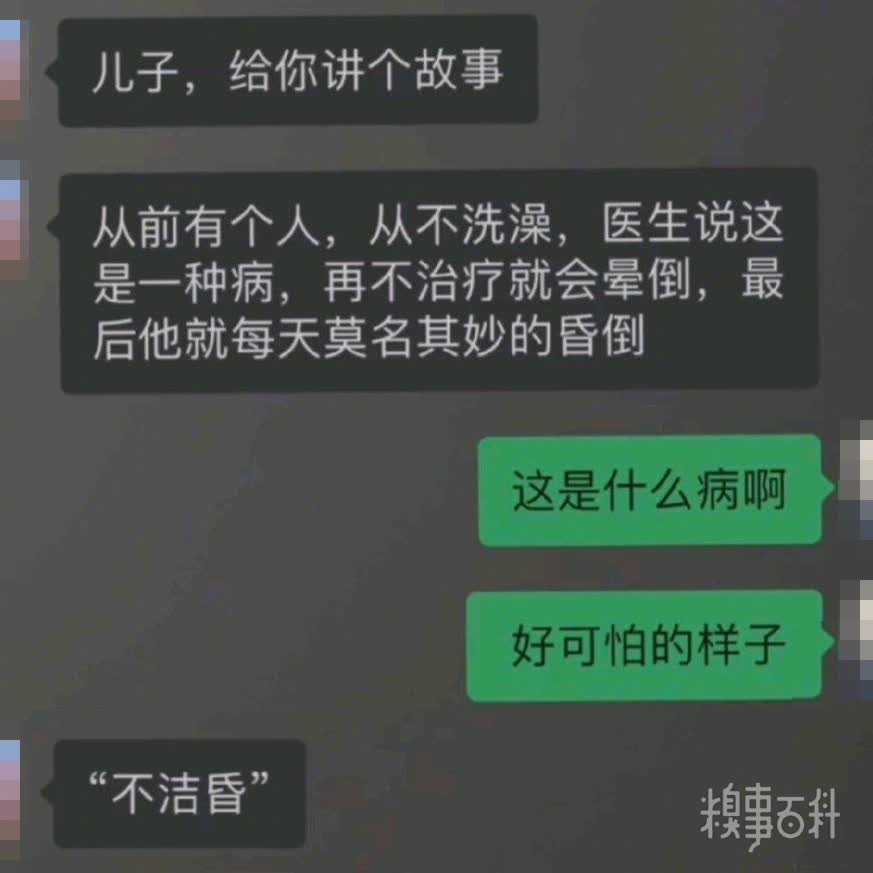 儿子，给你讲个故事
从前有个人，从不洗澡，医生说这
是一种病，再不治疗就会晕倒，最
后他就每天莫名其妙的昏倒
这是什么病啊
好可怕的样子
“不洁昏”
糗事百科